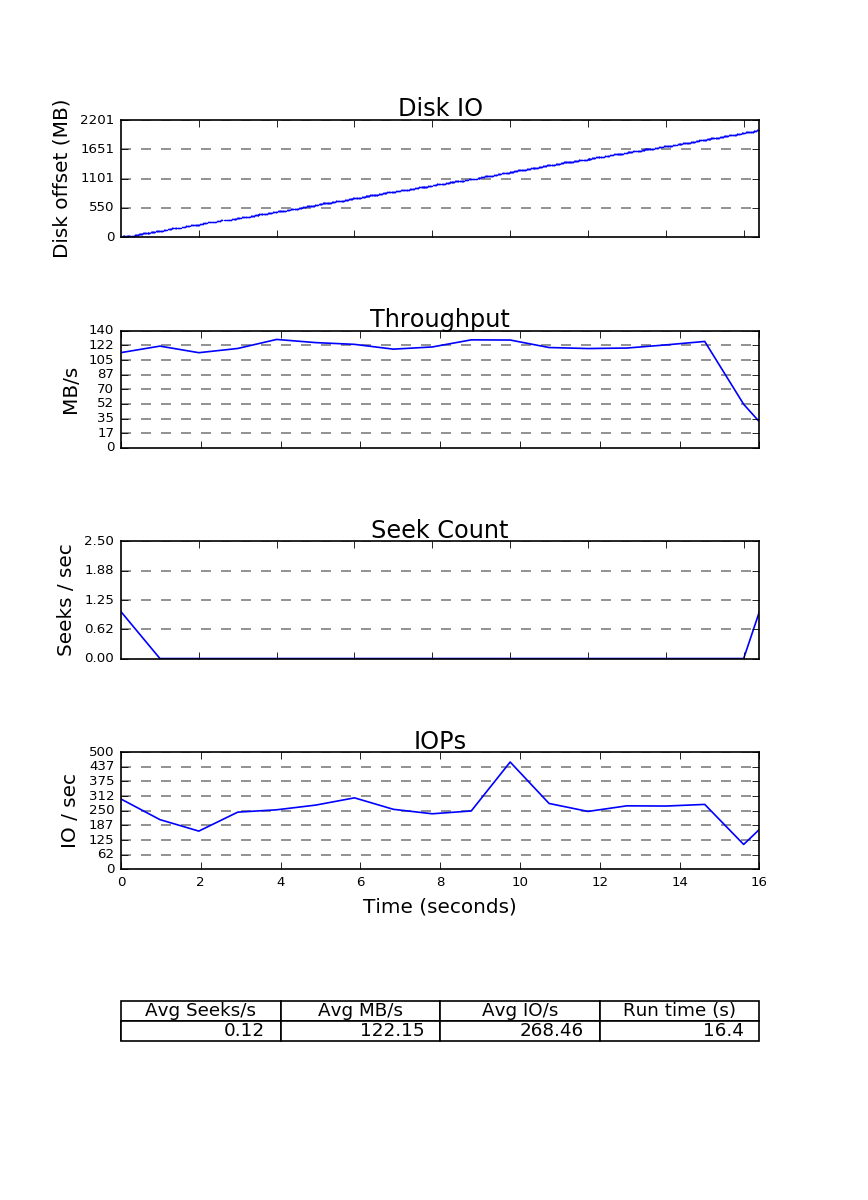 Disk IO
Disk offset (MB)
2201
1651
1101
550
0
Throughput
MB/s
140
122
105
87
70
52
35
17
0
Seek Count
Seeks / sec
2.50
1.88
1.25
0.62
0.00
IOPs
IO / sec
500
437
375
312
250
187
125
62
0
0 2 4 6 8 10 12 14 16
Time (seconds)
Avg Seeks/s Avg MB/s Avg IO/s Run time (s)
0.12 122.15 268.46 16.4